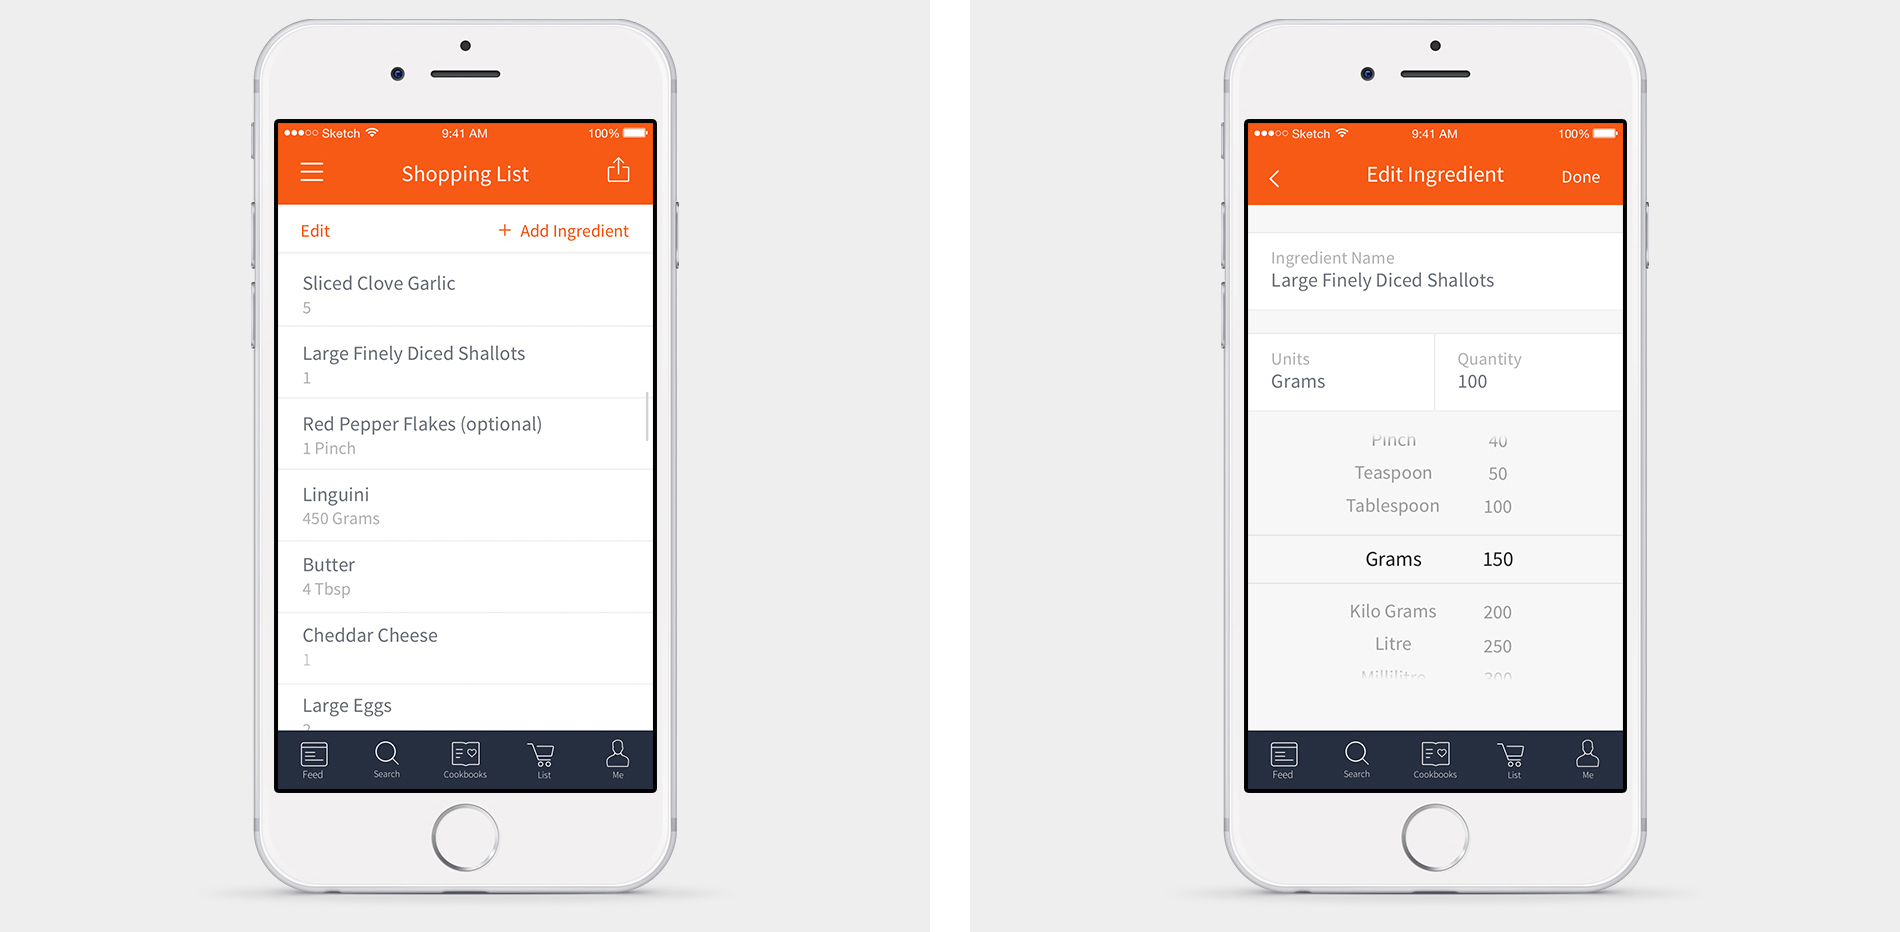 Sketch 9:41 AM 100%
Shopping List
Edit + Add Ingredient
Sliced Clove Garlic
5
Large Finely Diced Shallots
1
Red Pepper Flakes (optional)
1 Pinch
Linguini
450 Grams
Butter
4 Tbsp
Cheddar Cheese
1
Large Eggs
Feed Search Cookbooks List Me
Sketch 9:41 AM 100%
Edit Ingredient Done
Ingredient Name
Large Finely Diced Shallots
Units Quantity
Grams 100
Pinch 40
Teaspoon 50
Tablespoon 100
Grams 150
Kilo Grams 200
Litre 250
Millilitre 300
Feed Search Cookbooks List Me